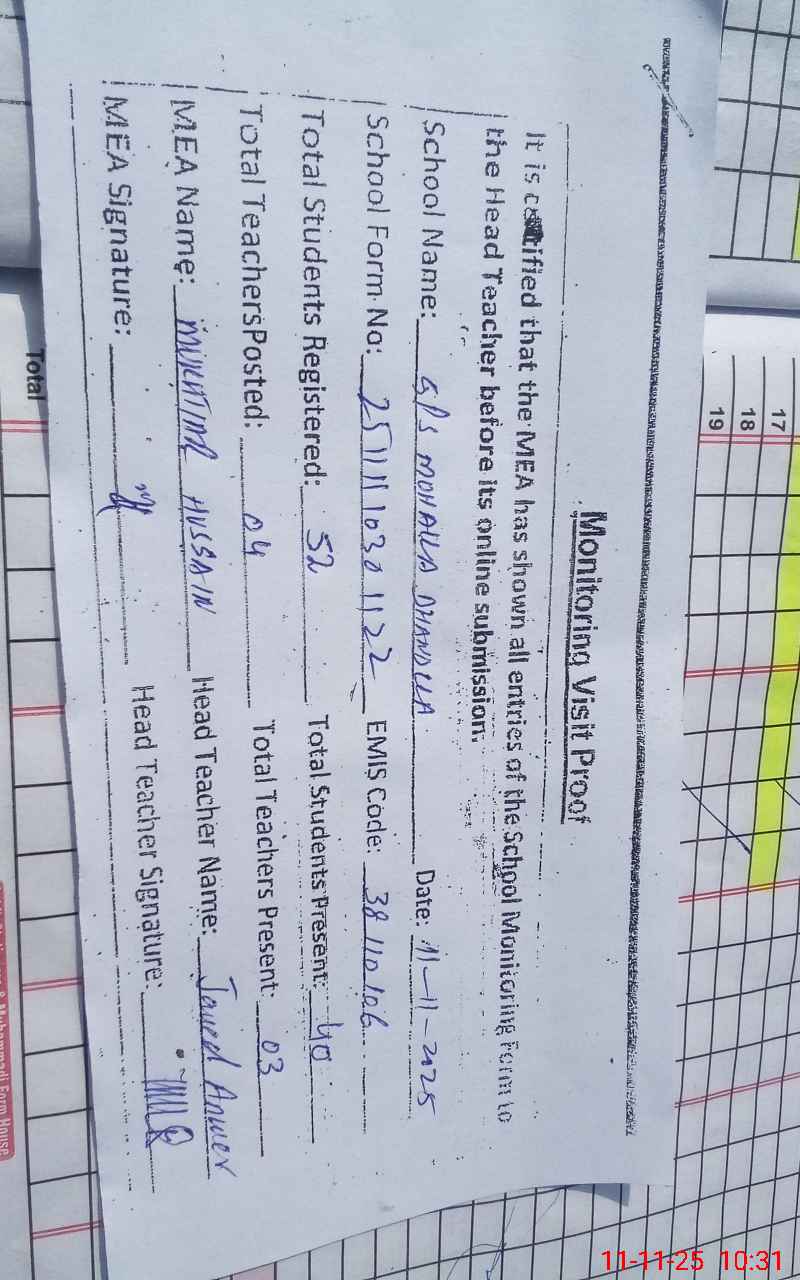 Monitoring Visit Proof
It is certified that the MEA has shown all entries of the School Monitoring Form to
the Head Teacher before its online submission.
School Name: GPS MOHALLA DHANDLLA Date: 11-11-2025
School Form No: 25111110301122 EMIS Code: 38110106
Total Students Registered: 52 Total Students Present: 40
Total TeachersPosted: 04 Total Teachers Present: 03
MEA Name: MUKHTIAR HUSSAIN Head Teacher Name: Javed Anwer
MEA Signature: Head Teacher Signature:
17
18
19
Total
& Muhammadi Form House
11-11-25 10:31